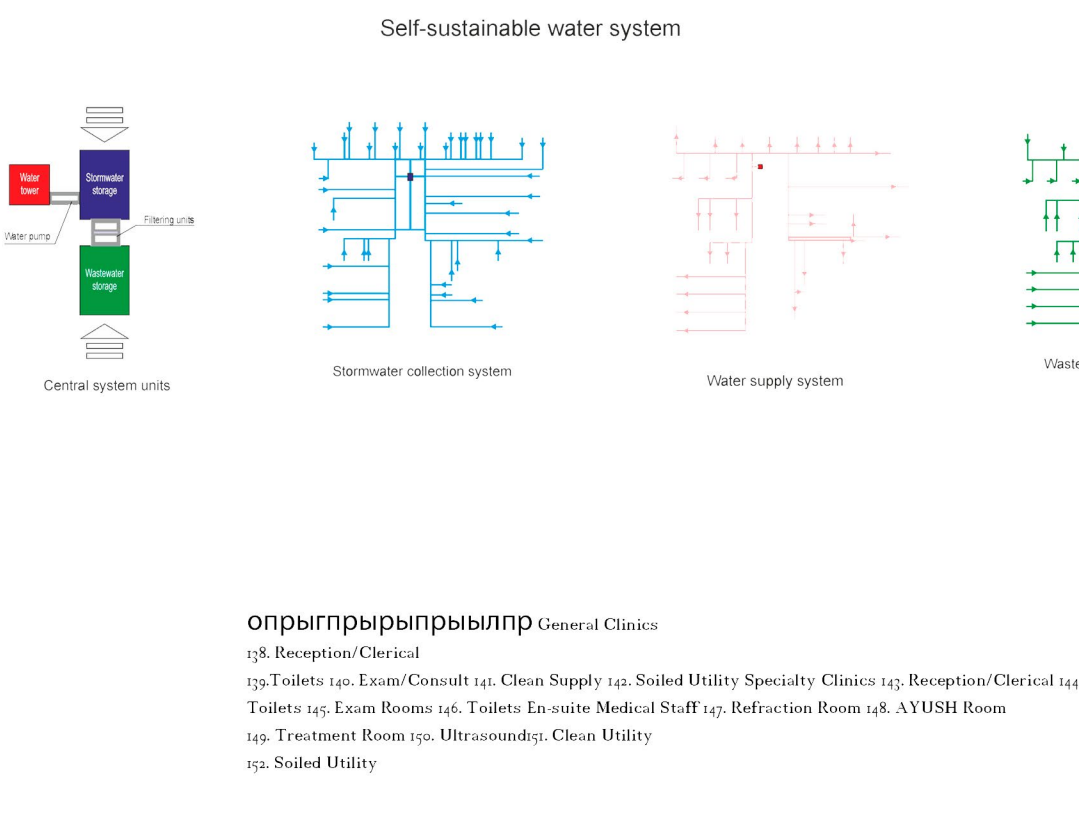 Self-sustainable water system
Water
tower
Stormwater
storage
Filtering units
Water pump
Wastewater
storage
Central system units
Stormwater collection system
Water supply system
Waste
опрыгпрырыпрыылпр General Clinics
138. Reception/Clerical
139.Toilets 140. Exam/Consult 141. Clean Supply 142. Soiled Utility Specialty Clinics 143. Reception/Clerical 144
Toilets 145. Exam Rooms 146. Toilets En-suite Medical Staff 147. Refraction Room 148. AYUSH Room
149. Treatment Room 150. Ultrasound151. Clean Utility
152. Soiled Utility